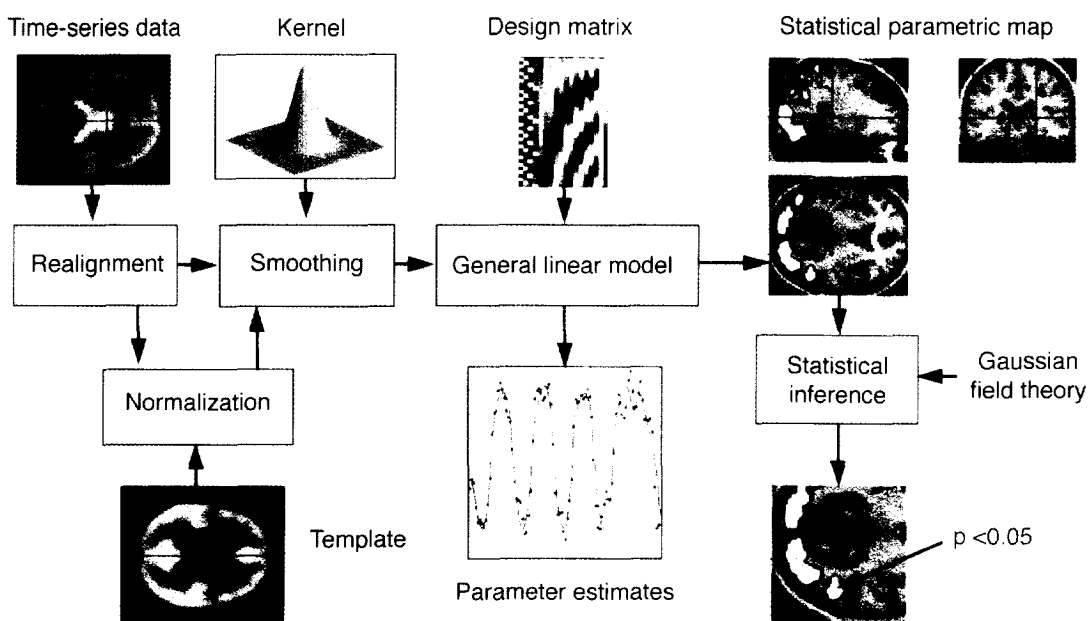 Time-series data
Kernel
Design matrix
Statistical parametric map
Realignment
Smoothing
General linear model
Normalization
Statistical
inference
Gaussian
field theory
Template
p <0.05
Parameter estimates